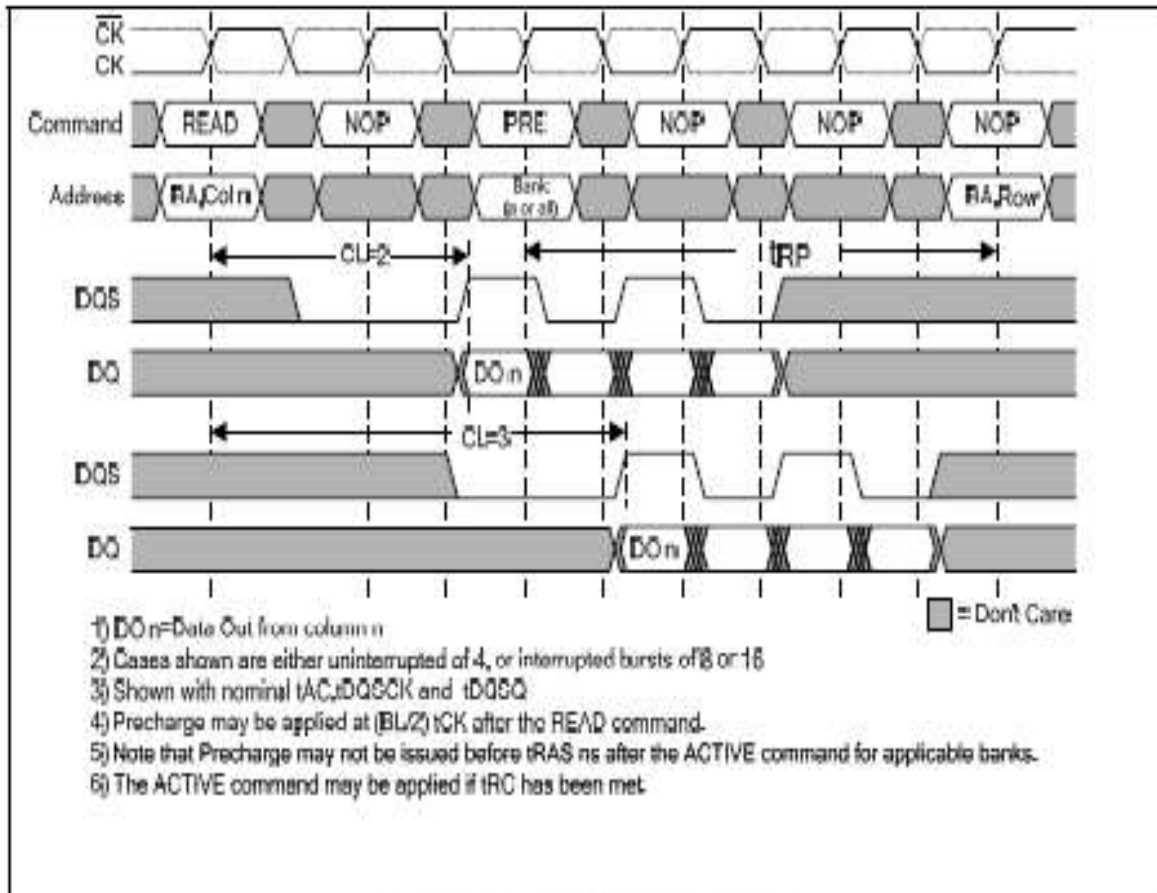 CK
CK
Command READ NOP PRE NOP NOP NOP
Address BA,Col n Bank (a or all) BA,Row
CL=2 tRP
DQS
DQ DO n
CL=3
DQS
DQ DO n
= Don't Care
1) DO n=Data Out from column n
2) Cases shown are either uninterrupted of 4, or interrupted bursts of 8 or 16
3) Shown with nominal tAC,tDQSCK and tDQSQ
4) Precharge may be applied at (BL/2) tCK after the READ command.
5) Note that Precharge may not be issued before tRAS ns after the ACTIVE command for applicable banks.
6) The ACTIVE command may be applied if tRC has been met.